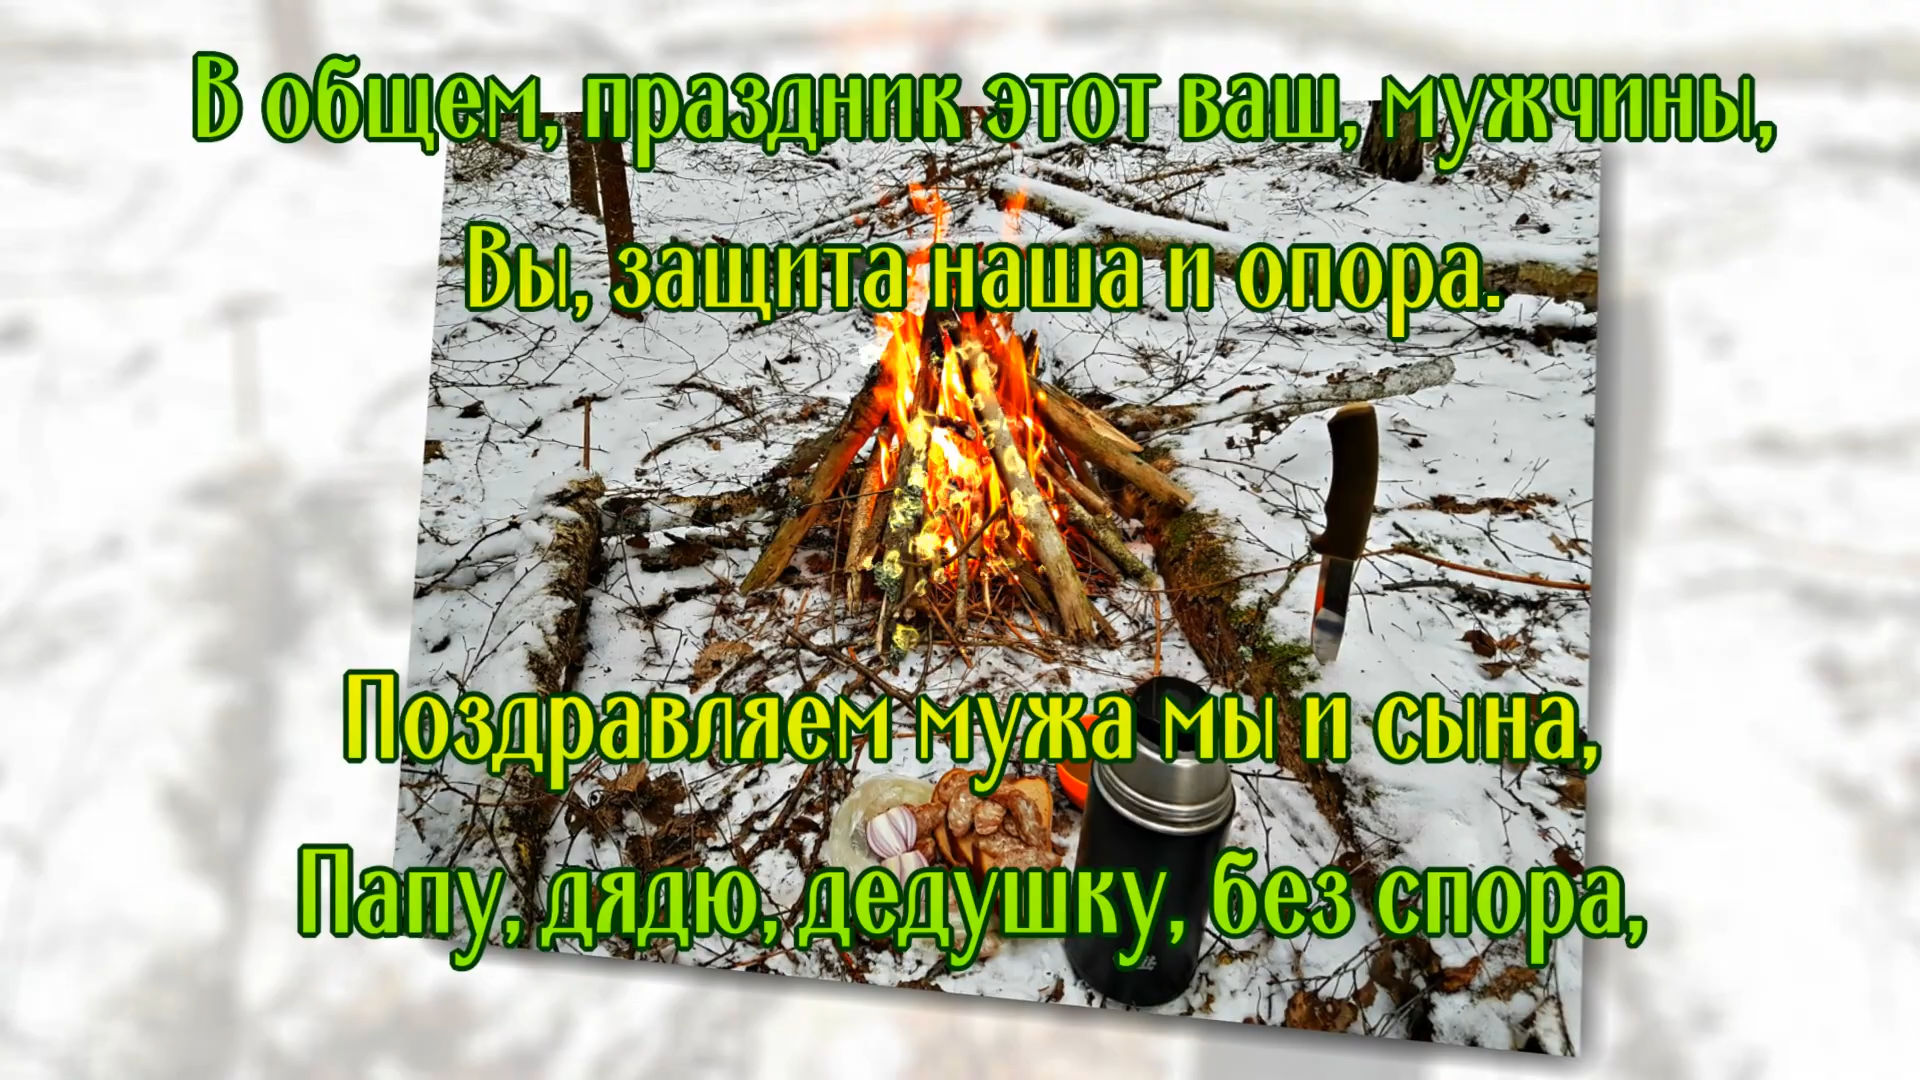 В общем, праздник этот ваш, мужчины,
Вы, защита наша и опора.
Поздравляем мужа мы и сына,
Папу, дядю, дедушку, без спора,